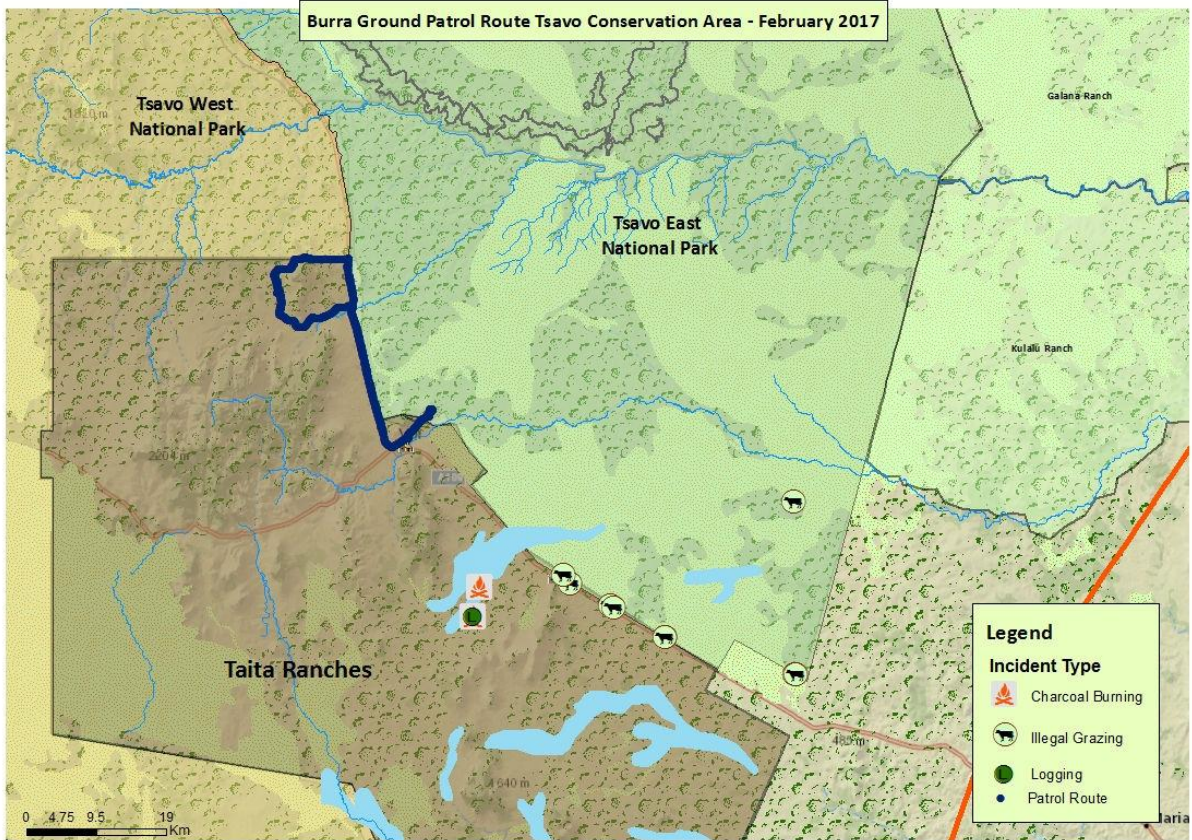 Burra Ground Patrol Route Tsavo Conservation Area - February 2017
Tsavo West
National Park
Galana Ranch
Tsavo East
National Park
Kulalu Ranch
Taita Ranches
Legend
Incident Type
Charcoal Burning
Illegal Grazing
L Logging
Patrol Route
L
0 4.75 9.5 19
Km